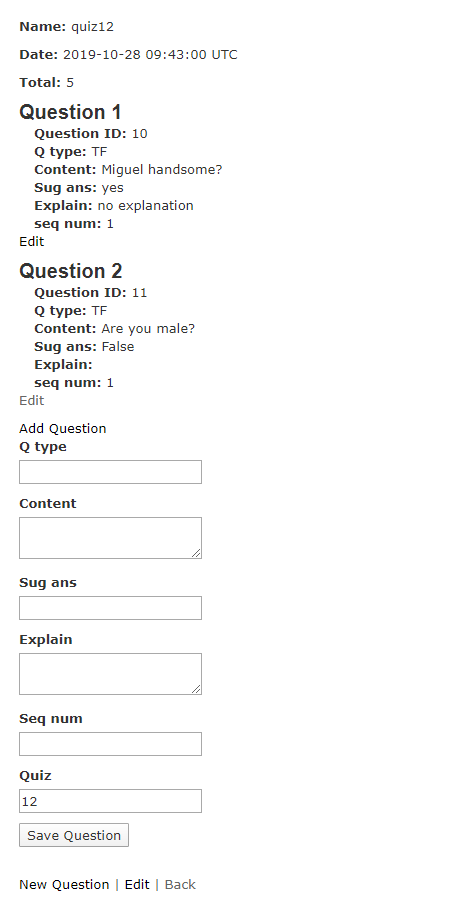 Name: quiz12
Date: 2019-10-28 09:43:00 UTC
Total: 5
Question 1
Question ID: 10
Q type: TF
Content: Miguel handsome?
Sug ans: yes
Explain: no explanation
seq num: 1
Edit
Question 2
Question ID: 11
Q type: TF
Content: Are you male?
Sug ans: False
Explain:
seq num: 1
Edit
Add Question
Q type
Content
Sug ans
Explain
Seq num
Quiz
12
Save Question
New Question | Edit | Back